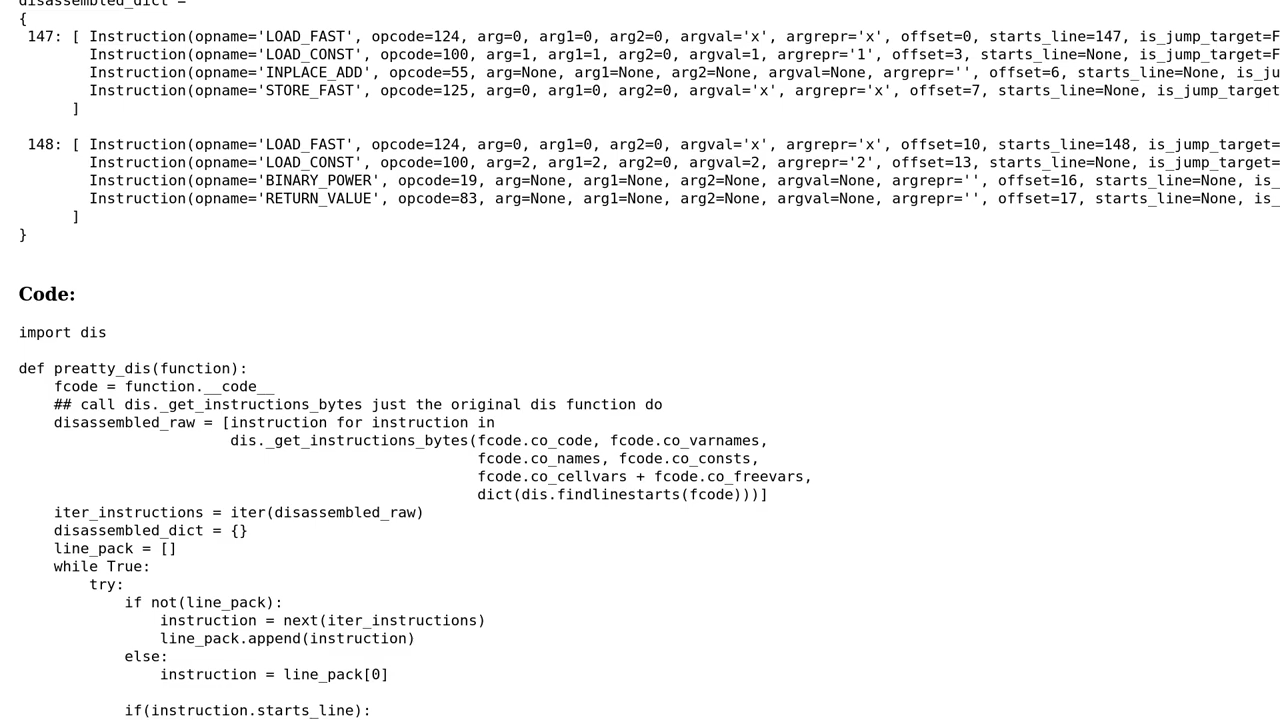 disassembled_dict =
{
 147: [ Instruction(opname='LOAD_FAST', opcode=124, arg=0, arg1=0, arg2=0, argval='x', argrepr='x', offset=0, starts_line=147, is_jump_target=F
        Instruction(opname='LOAD_CONST', opcode=100, arg=1, arg1=1, arg2=0, argval=1, argrepr='1', offset=3, starts_line=None, is_jump_target=F
        Instruction(opname='INPLACE_ADD', opcode=55, arg=None, arg1=None, arg2=None, argval=None, argrepr='', offset=6, starts_line=None, is_ju
        Instruction(opname='STORE_FAST', opcode=125, arg=0, arg1=0, arg2=0, argval='x', argrepr='x', offset=7, starts_line=None, is_jump_target
      ]
 148: [ Instruction(opname='LOAD_FAST', opcode=124, arg=0, arg1=0, arg2=0, argval='x', argrepr='x', offset=10, starts_line=148, is_jump_target=
        Instruction(opname='LOAD_CONST', opcode=100, arg=2, arg1=2, arg2=0, argval=2, argrepr='2', offset=13, starts_line=None, is_jump_target=
        Instruction(opname='BINARY_POWER', opcode=19, arg=None, arg1=None, arg2=None, argval=None, argrepr='', offset=16, starts_line=None, is_
        Instruction(opname='RETURN_VALUE', opcode=83, arg=None, arg1=None, arg2=None, argval=None, argrepr='', offset=17, starts_line=None, is_
      ]
}
Code:
import dis
def preatty_dis(function):
    fcode = function.__code__
    ## call dis._get_instructions_bytes just the original dis function do
    disassembled_raw = [instruction for instruction in
                        dis._get_instructions_bytes(fcode.co_code, fcode.co_varnames,
                                                    fcode.co_names, fcode.co_consts,
                                                    fcode.co_cellvars + fcode.co_freevars,
                                                    dict(dis.findlinestarts(fcode)))]
    iter_instructions = iter(disassembled_raw)
    disassembled_dict = {}
    line_pack = []
    while True:
        try:
            if not(line_pack):
                instruction = next(iter_instructions)
                line_pack.append(instruction)
            else:
                instruction = line_pack[0]
            if(instruction.starts_line):